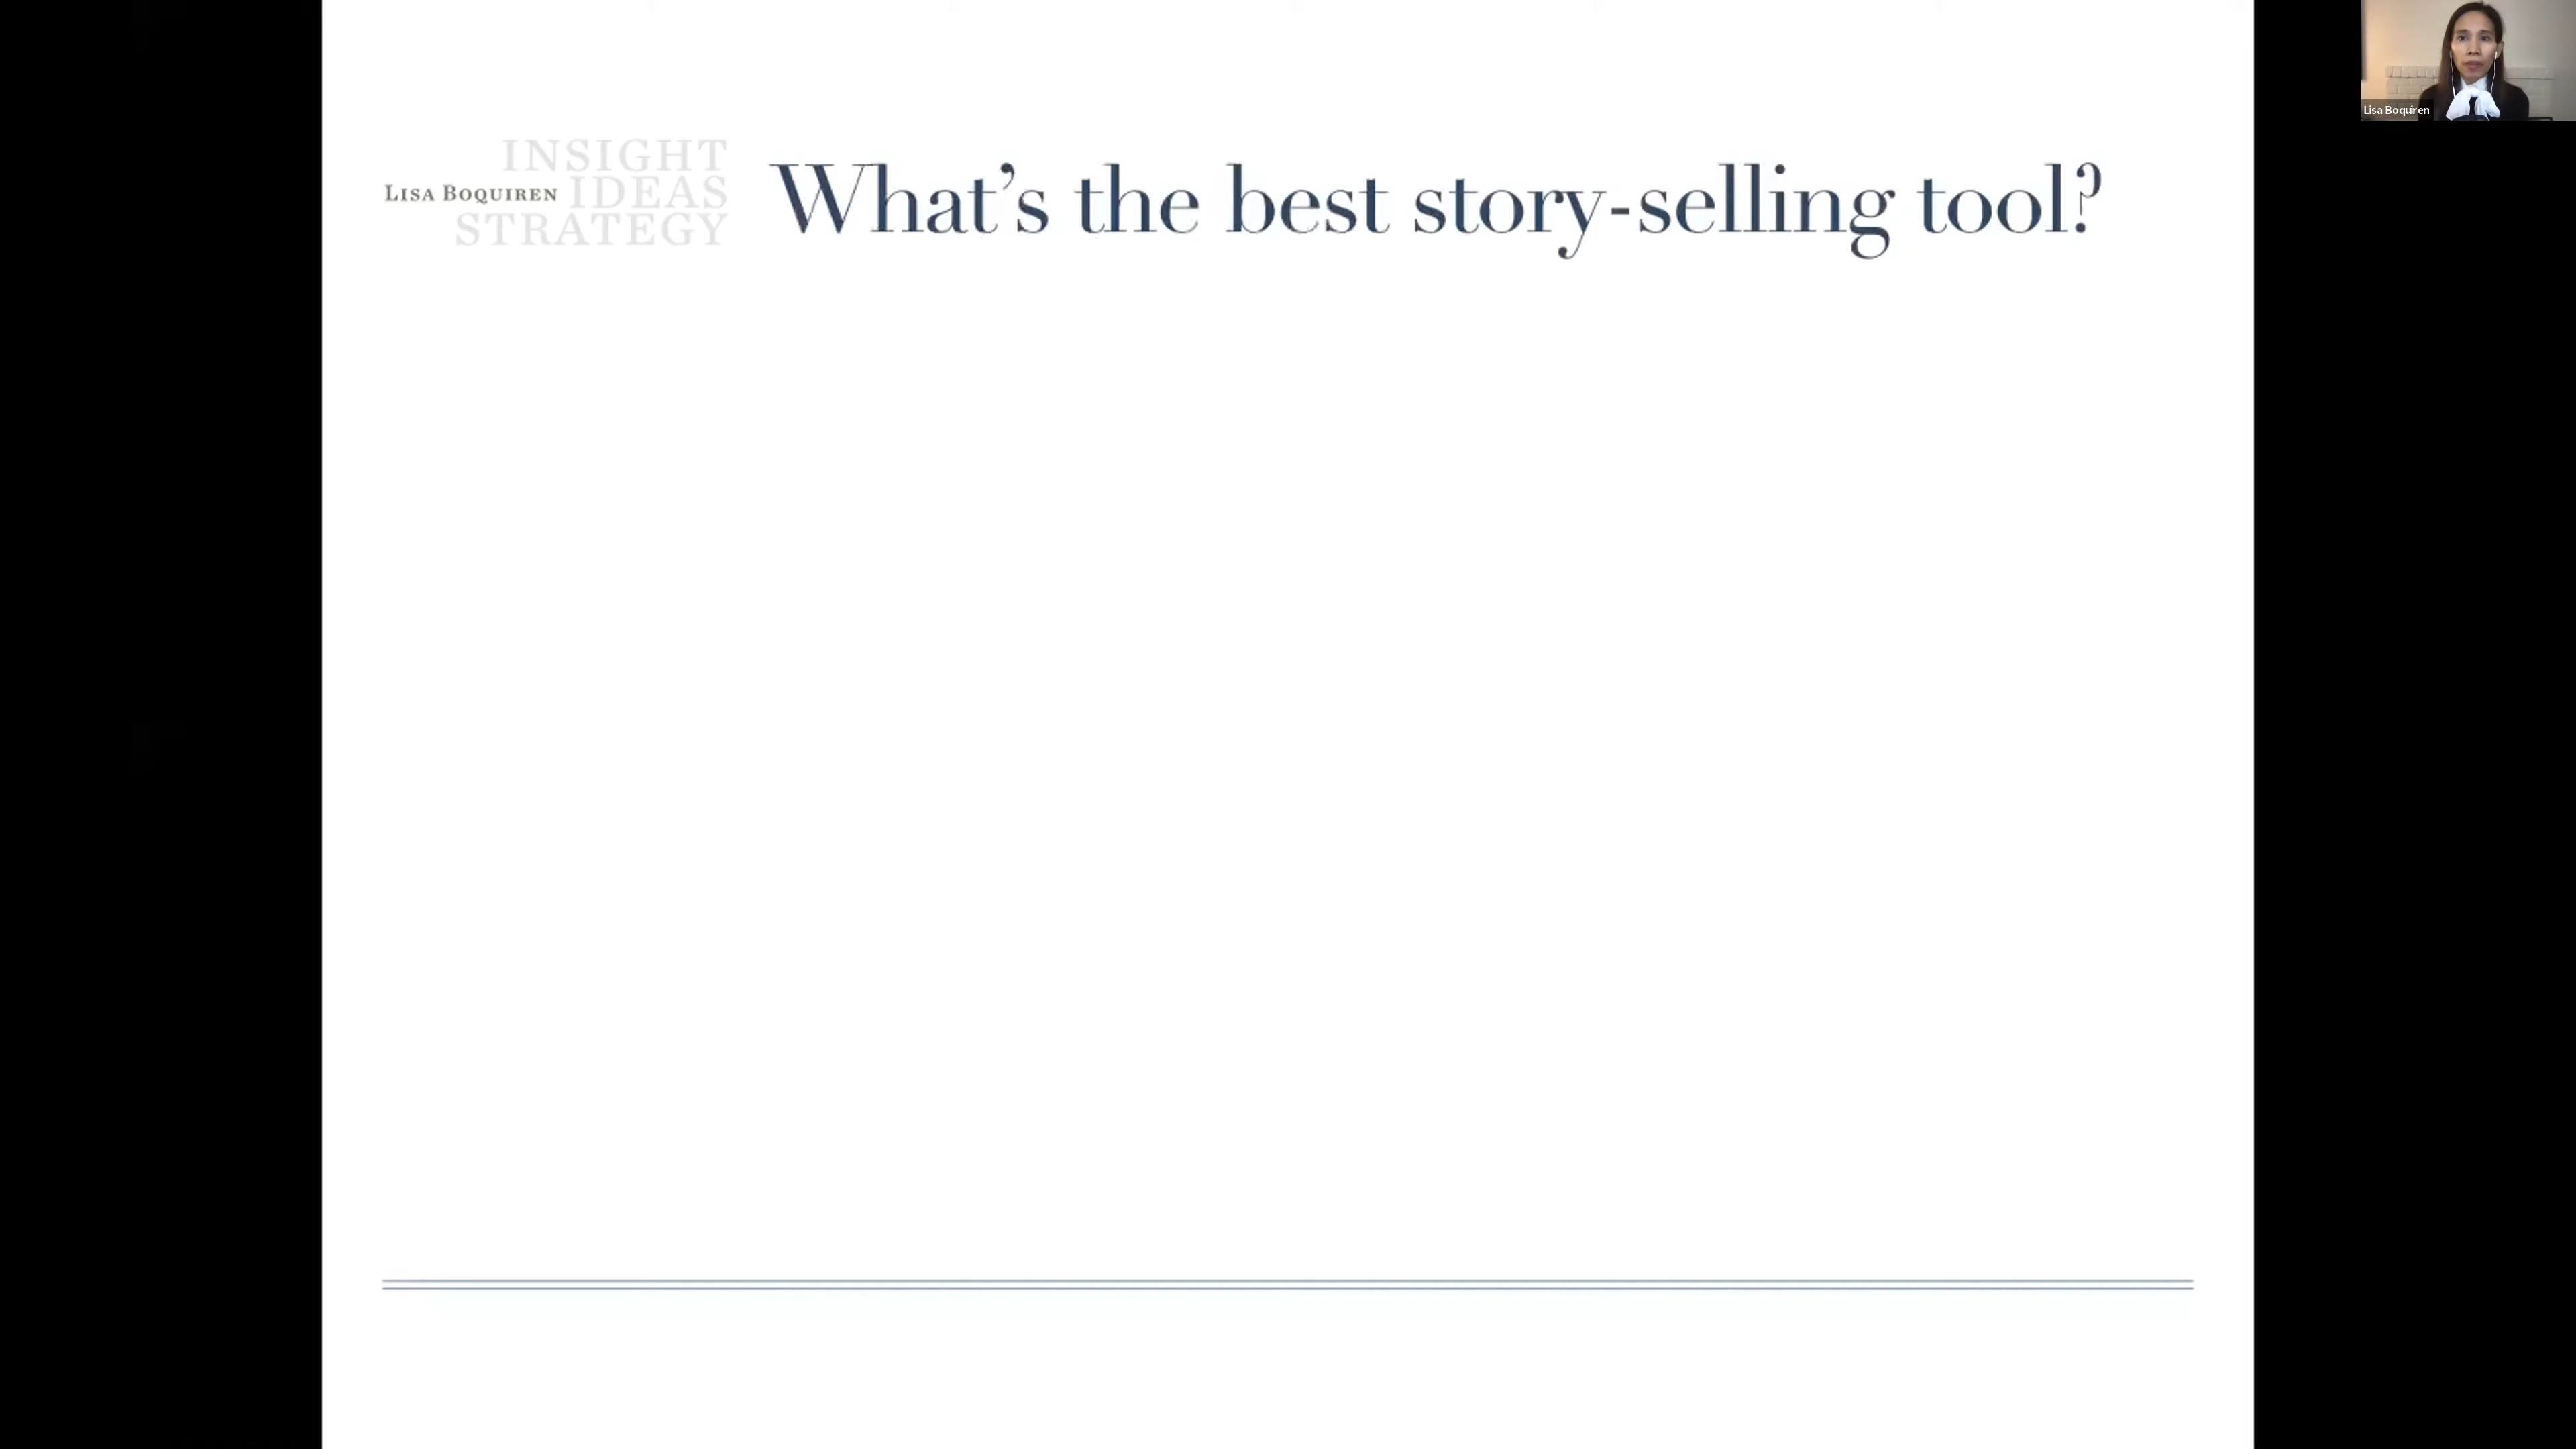 INSIGHT
LISA BOQUIREN IDEAS
STRATEGY
What’s the best story-selling tool?
Lisa Boquiren